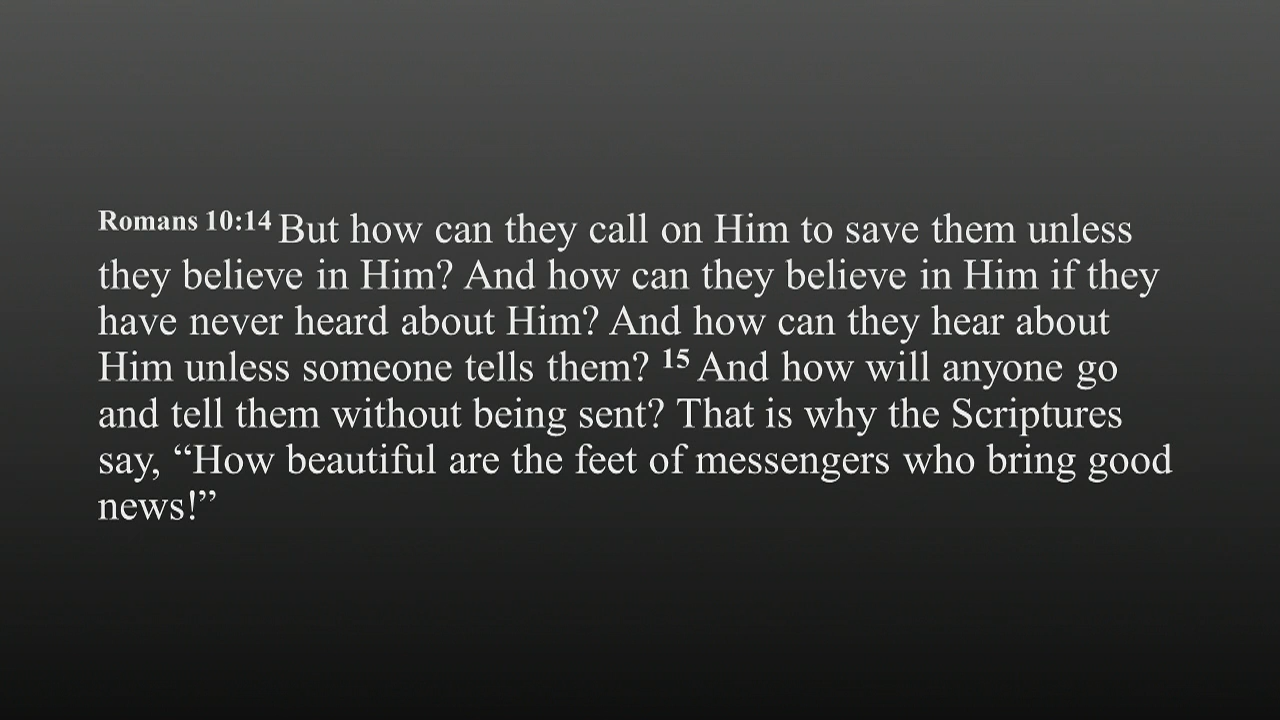 Romans 10:14 But how can they call on Him to save them unless
they believe in Him? And how can they believe in Him if they
have never heard about Him? And how can they hear about
Him unless someone tells them? 15 And how will anyone go
and tell them without being sent? That is why the Scriptures
say, “How beautiful are the feet of messengers who bring good
news!”